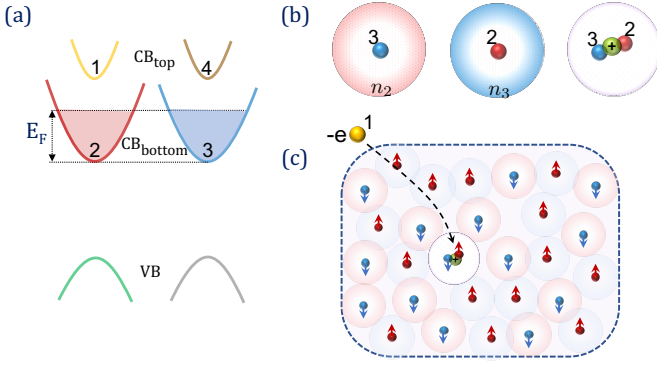 (a)
1
CB_top
4
E_F
2
CB_bottom
3
VB
(b)
3
n_2
2
n_3
3
+
2
-e
1
(c)
+